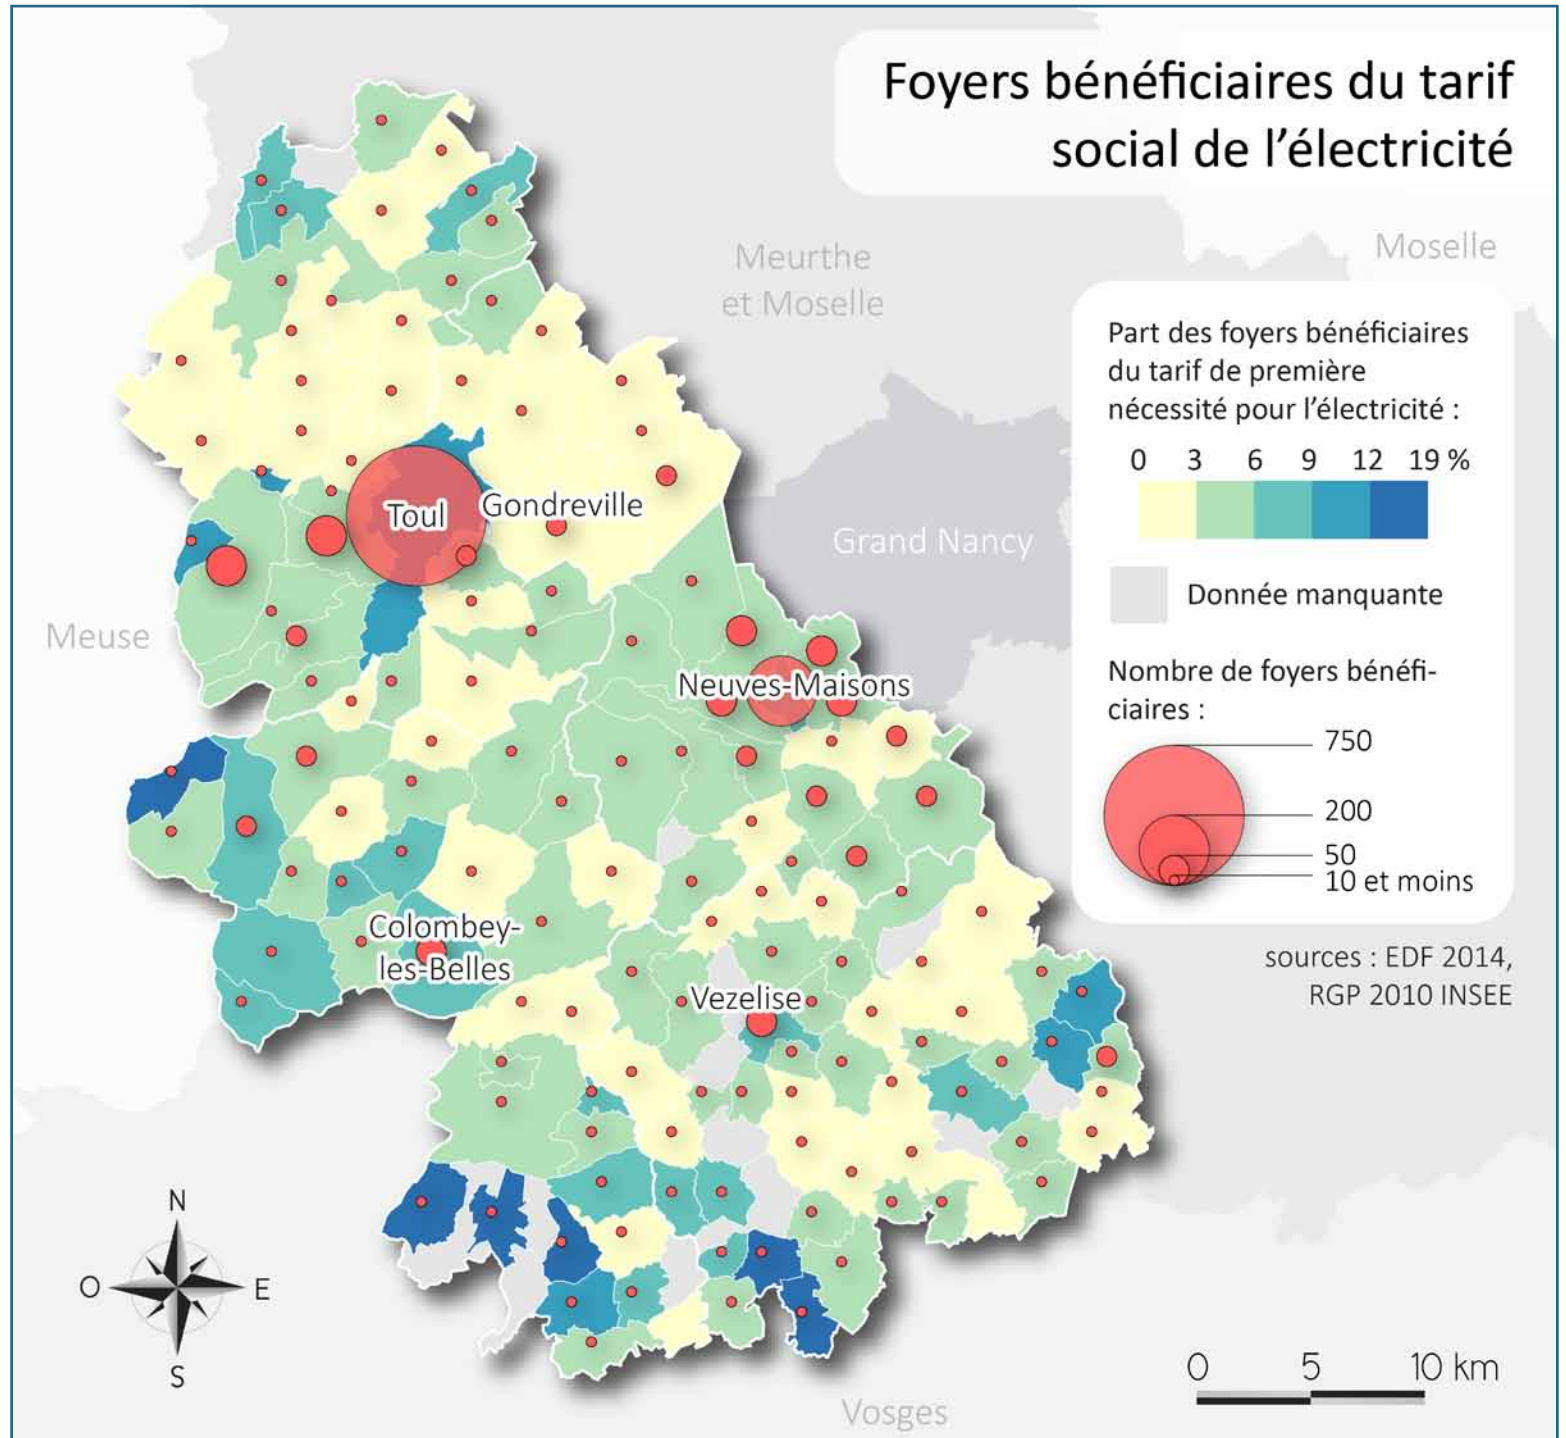 Foyers bénéficiaires du tarif
social de l'électricité
Moselle
Meurthe
et Moselle
Part des foyers bénéficiaires
du tarif de première
nécessité pour l'électricité :
0 3 6 9 12 19 %
Donnée manquante
Nombre de foyers bénéfi-
ciaires :
750
200
50
10 et moins
Toul
Gondreville
Grand Nancy
Meuse
Neuves-Maisons
Colombey-
les-Belles
Vezelise
sources : EDF 2014,
RGP 2010 INSEE
N
O
E
S
0 5 10 km
Vosges